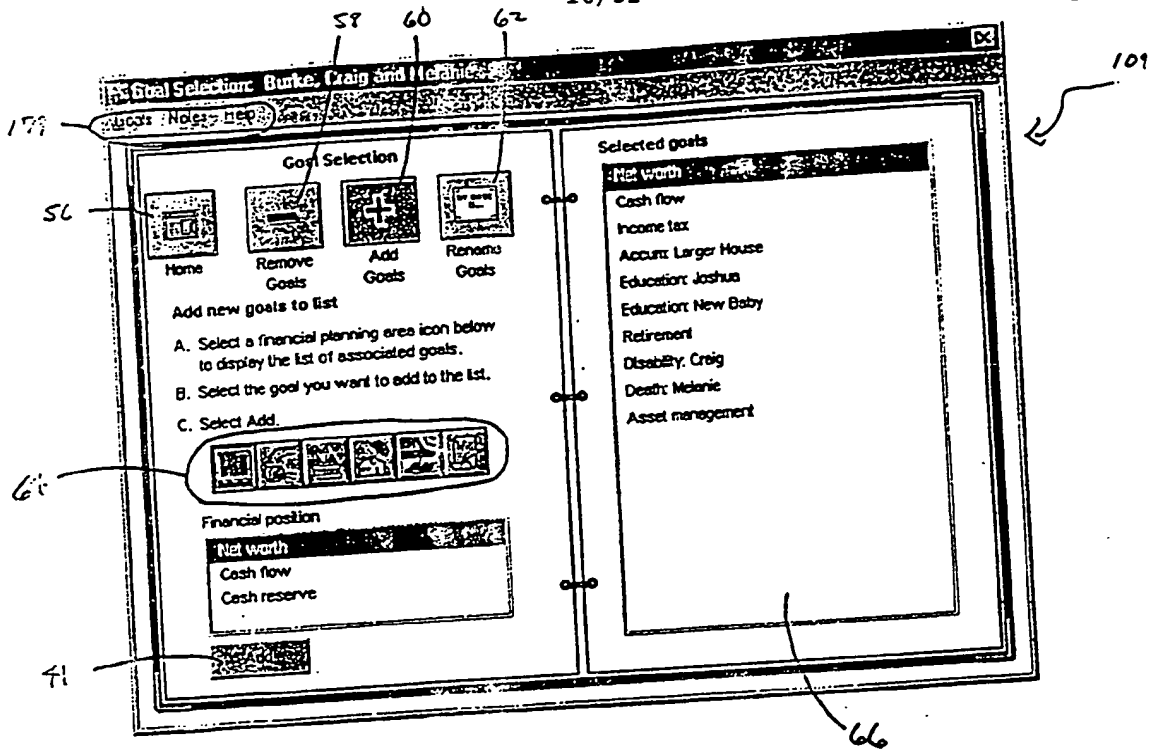 58 60 62
Goal Selection: Burke, Craig and Melanie
109
Goals Notes Help
179
Goal Selection
56
Home
Remove Goals
Add Goals
Rename Goals
Add new goals to list
A. Select a financial planning area icon below
to display the list of associated goals.
B. Select the goal you want to add to the list.
C. Select Add.
Financial position
Net worth
Cash flow
Cash reserve
Add
41
Selected goals
Net worth
Cash flow
Income tax
Accum: Larger House
Education: Joshua
Education: New Baby
Retirement
Disability: Craig
Death: Melanie
Asset management
66